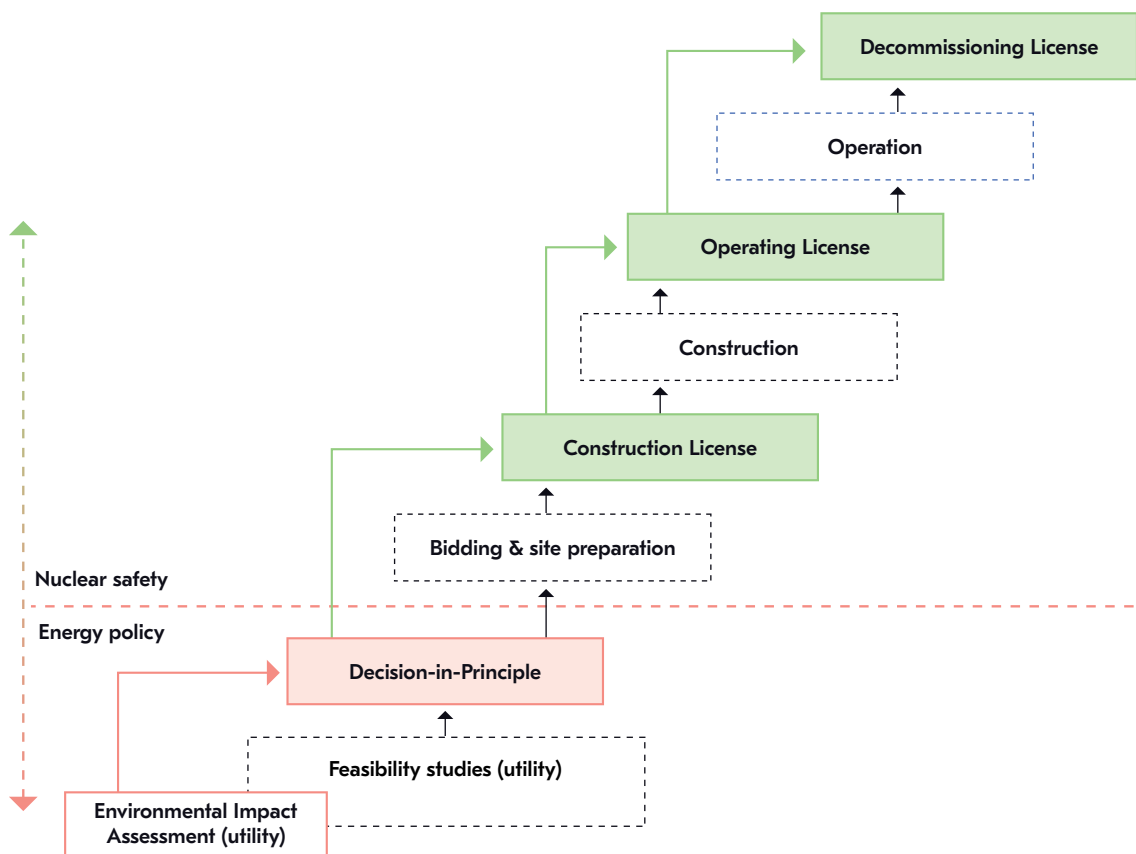 Decommissioning License
Operation
Operating License
Construction
Construction License
Bidding & site preparation
Nuclear safety
Energy policy
Decision-in-Principle
Feasibility studies (utility)
Environmental Impact
Assessment (utility)